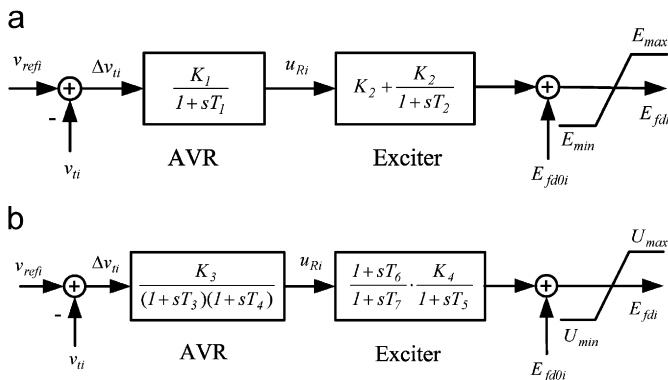 a
v_refi Δv_ti K_1 / 1+sT_1 u_Ri K_2 + K_2 / 1+sT_2 E_max
- E_min E_fdi
v_ti AVR Exciter E_fd0i
b
v_refi Δv_ti K_3 / (1+sT_3)(1+sT_4) u_Ri 1+sT_6 / 1+sT_7 · K_4 / 1+sT_5 U_max
- U_min E_fdi
v_ti AVR Exciter E_fd0i